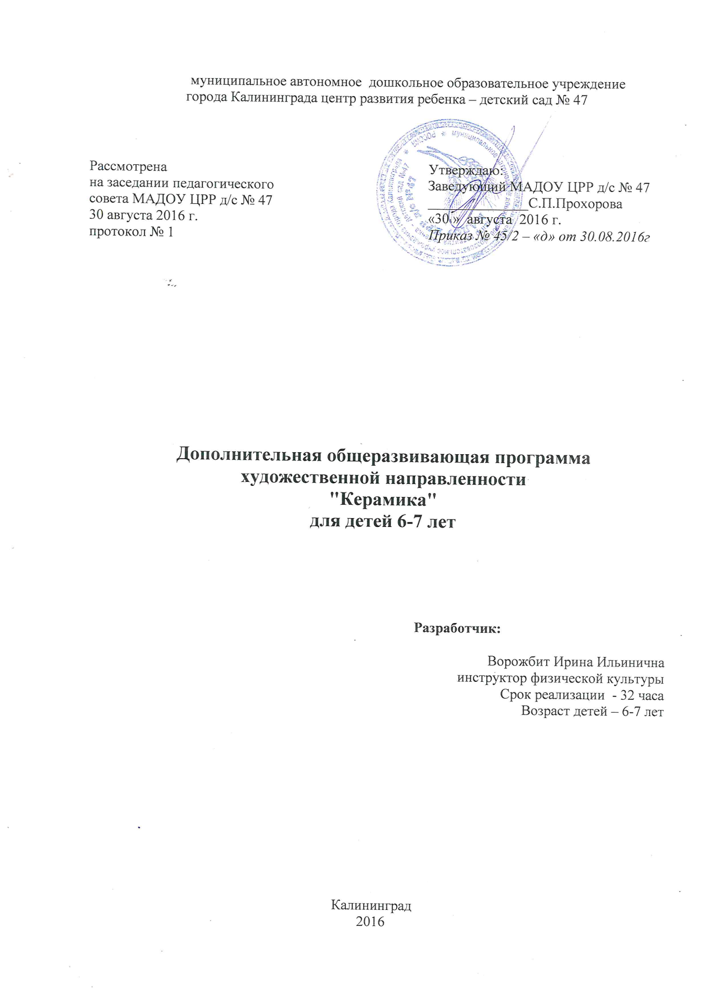 муниципальное автономное дошкольное образовательное учреждение
города Калининграда центр развития ребенка – детский сад № 47
Рассмотрена
на заседании педагогического
совета МАДОУ ЦРР д/с № 47
30 августа 2016 г.
протокол № 1
Утверждаю:
Заведующий МАДОУ ЦРР д/с № 47
______________С.П.Прохорова
«30 » августа 2016 г.
Приказ № 45/2 – «д» от 30.08.2016г
Дополнительная общеразвивающая программа
художественной направленности
"Керамика"
для детей 6-7 лет
Разработчик:
Ворожбит Ирина Ильинична
инструктор физической культуры
Срок реализации - 32 часа
Возраст детей – 6-7 лет
Калининград
2016